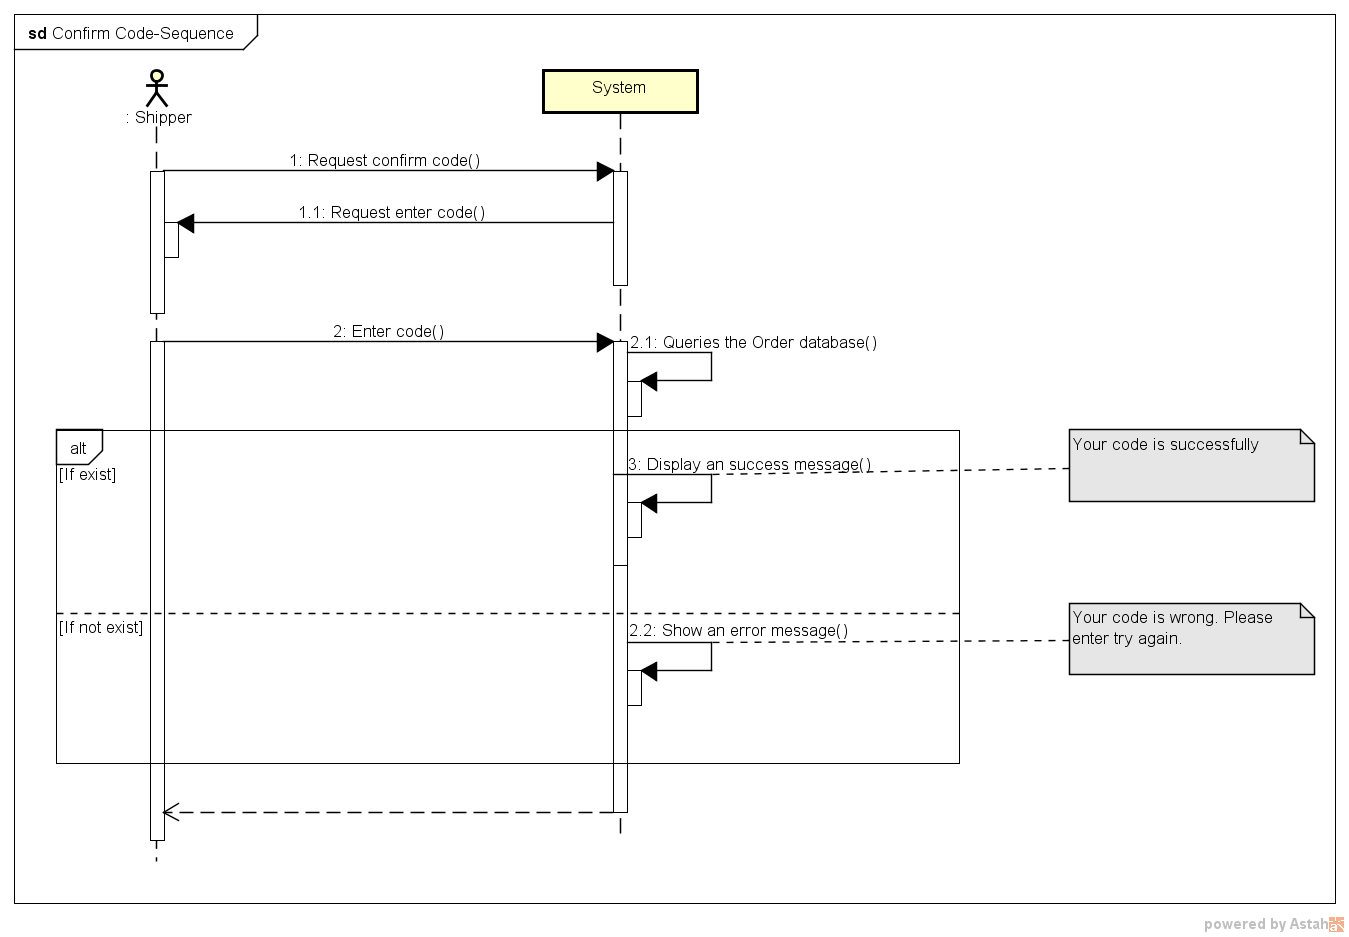 sd Confirm Code-Sequence
System
: Shipper
1: Request confirm code()
1.1: Request enter code()
2: Enter code()
2.1: Queries the Order database()
alt
[If exist]
3: Display an success message()
Your code is successfully
[If not exist]
2.2: Show an error message()
Your code is wrong. Please
enter try again.
powered by Astah